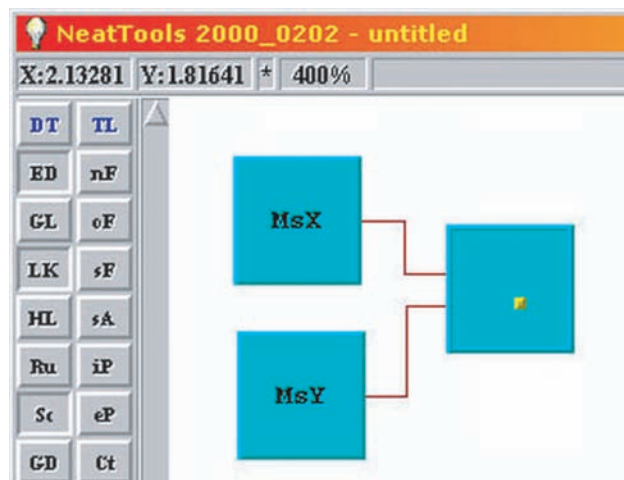 NeatTools 2000_0202 - untitled
X:2.13281 Y:1.81641 * 400%
DT TL
ED nF
GL oF
LK sF
HL sA
Ru iP
Sc eP
GD Ct
MsX
MsY